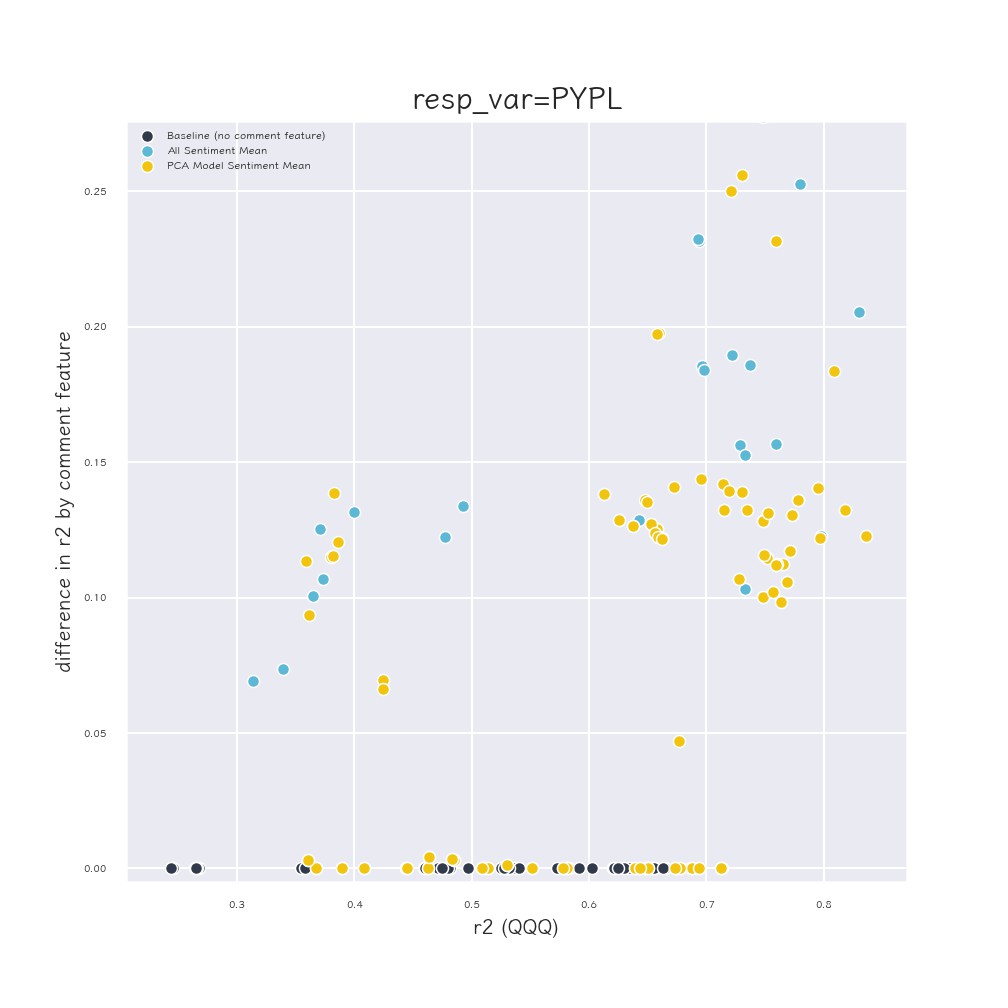 resp_var=PYPL
Baseline (no comment feature)
All Sentiment Mean
PCA Model Sentiment Mean
0.25
0.20
0.15
0.10
0.05
0.00
difference in r2 by comment feature
0.3 0.4 0.5 0.6 0.7 0.8
r2 (QQQ)